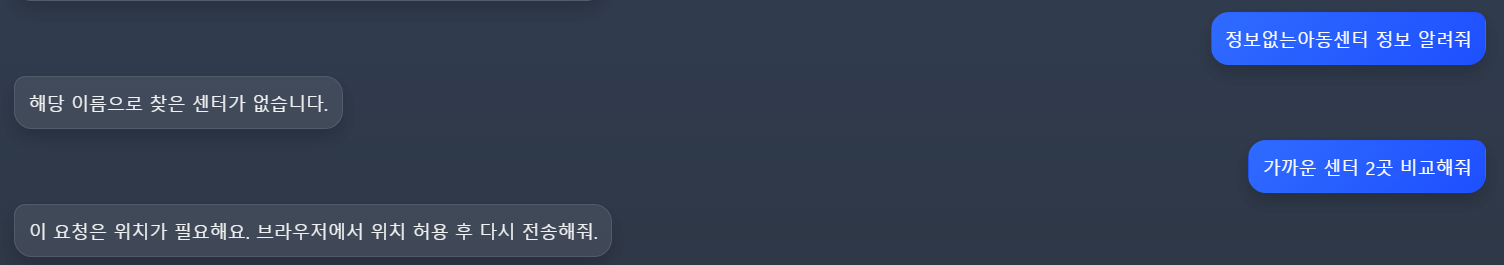 정보없는아동센터 정보 알려줘
해당 이름으로 찾은 센터가 없습니다.
가까운 센터 2곳 비교해줘
이 요청은 위치가 필요해요. 브라우저에서 위치 허용 후 다시 전송해줘.